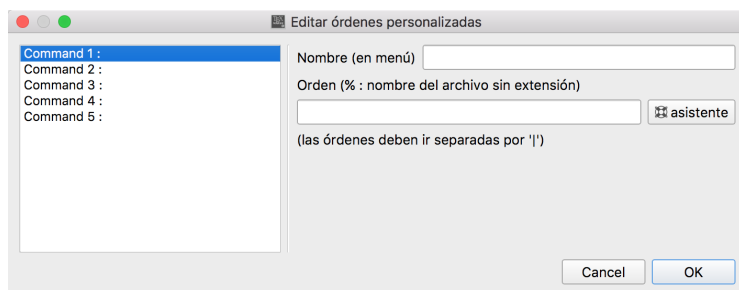 Editar órdenes personalizadas
Command 1 :
Command 2 :
Command 3 :
Command 4 :
Command 5 :
Nombre (en menú)
Orden (% : nombre del archivo sin extensión)
asistente
(las órdenes deben ir separadas por '|')
Cancel
OK